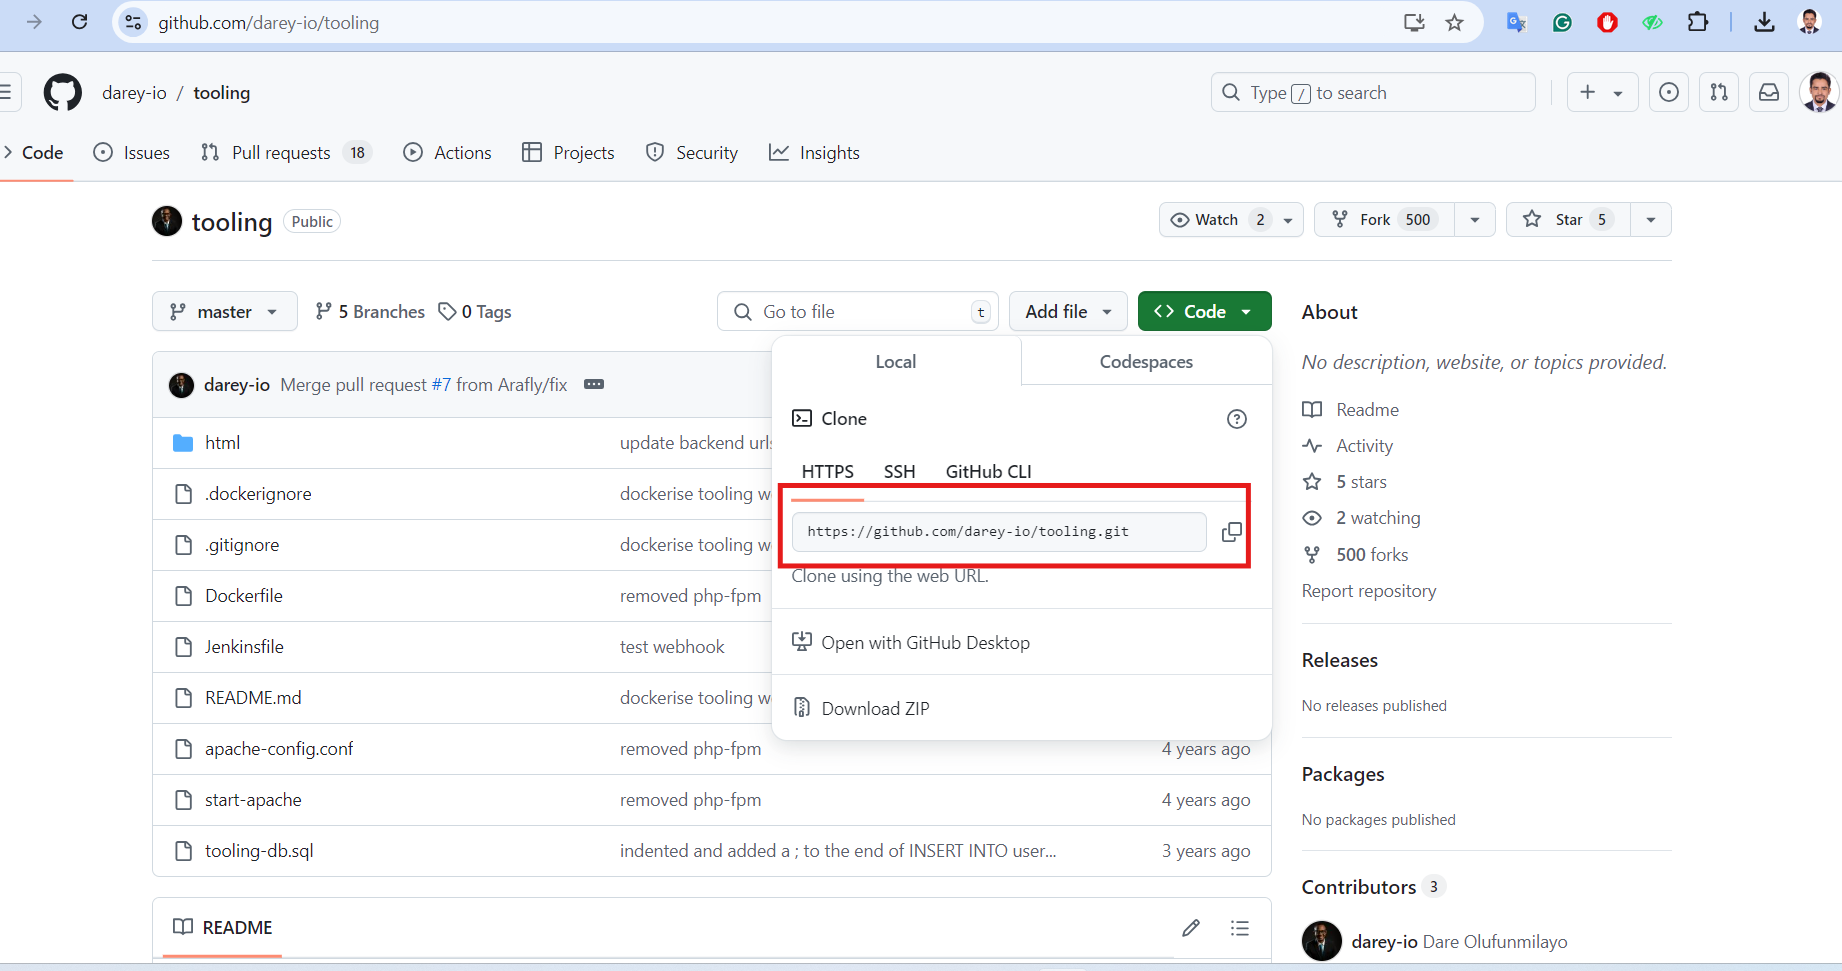 github.com/darey-io/tooling
darey-io / tooling
Type / to search
Code Issues Pull requests 18 Actions Projects Security Insights
tooling Public
Watch 2 Fork 500 Star 5
master 5 Branches 0 Tags Go to file t Add file Code
darey-io Merge pull request #7 from Arafly/fix
html update backend urls
.dockerignore dockerise tooling w
.gitignore dockerise tooling w
Dockerfile removed php-fpm
Jenkinsfile test webhook
README.md dockerise tooling w
apache-config.conf removed php-fpm 4 years ago
start-apache removed php-fpm 4 years ago
tooling-db.sql indented and added a ; to the end of INSERT INTO user... 3 years ago
README
Local Codespaces
Clone
HTTPS SSH GitHub CLI
https://github.com/darey-io/tooling.git
Clone using the web URL.
Open with GitHub Desktop
Download ZIP
About
No description, website, or topics provided.
Readme
Activity
5 stars
2 watching
500 forks
Report repository
Releases
No releases published
Packages
No packages published
Contributors 3
darey-io Dare Olufunmilayo